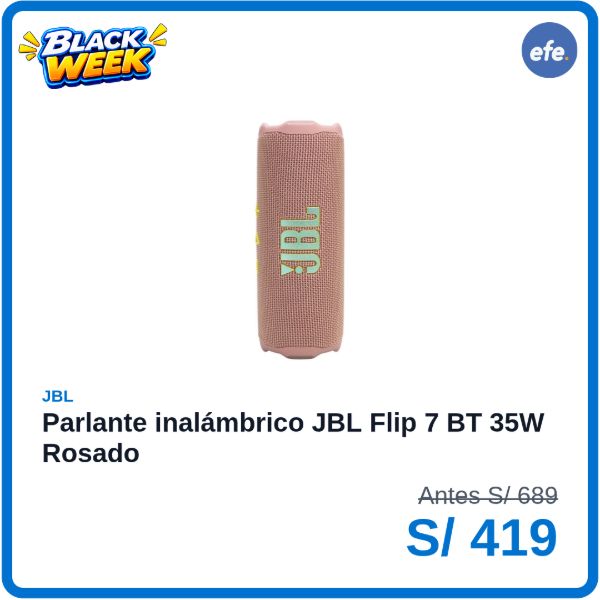 BLACK
WEEK
efe.
JBL
JBL
Parlante inalámbrico JBL Flip 7 BT 35W
Rosado
Antes S/ 689
S/ 419